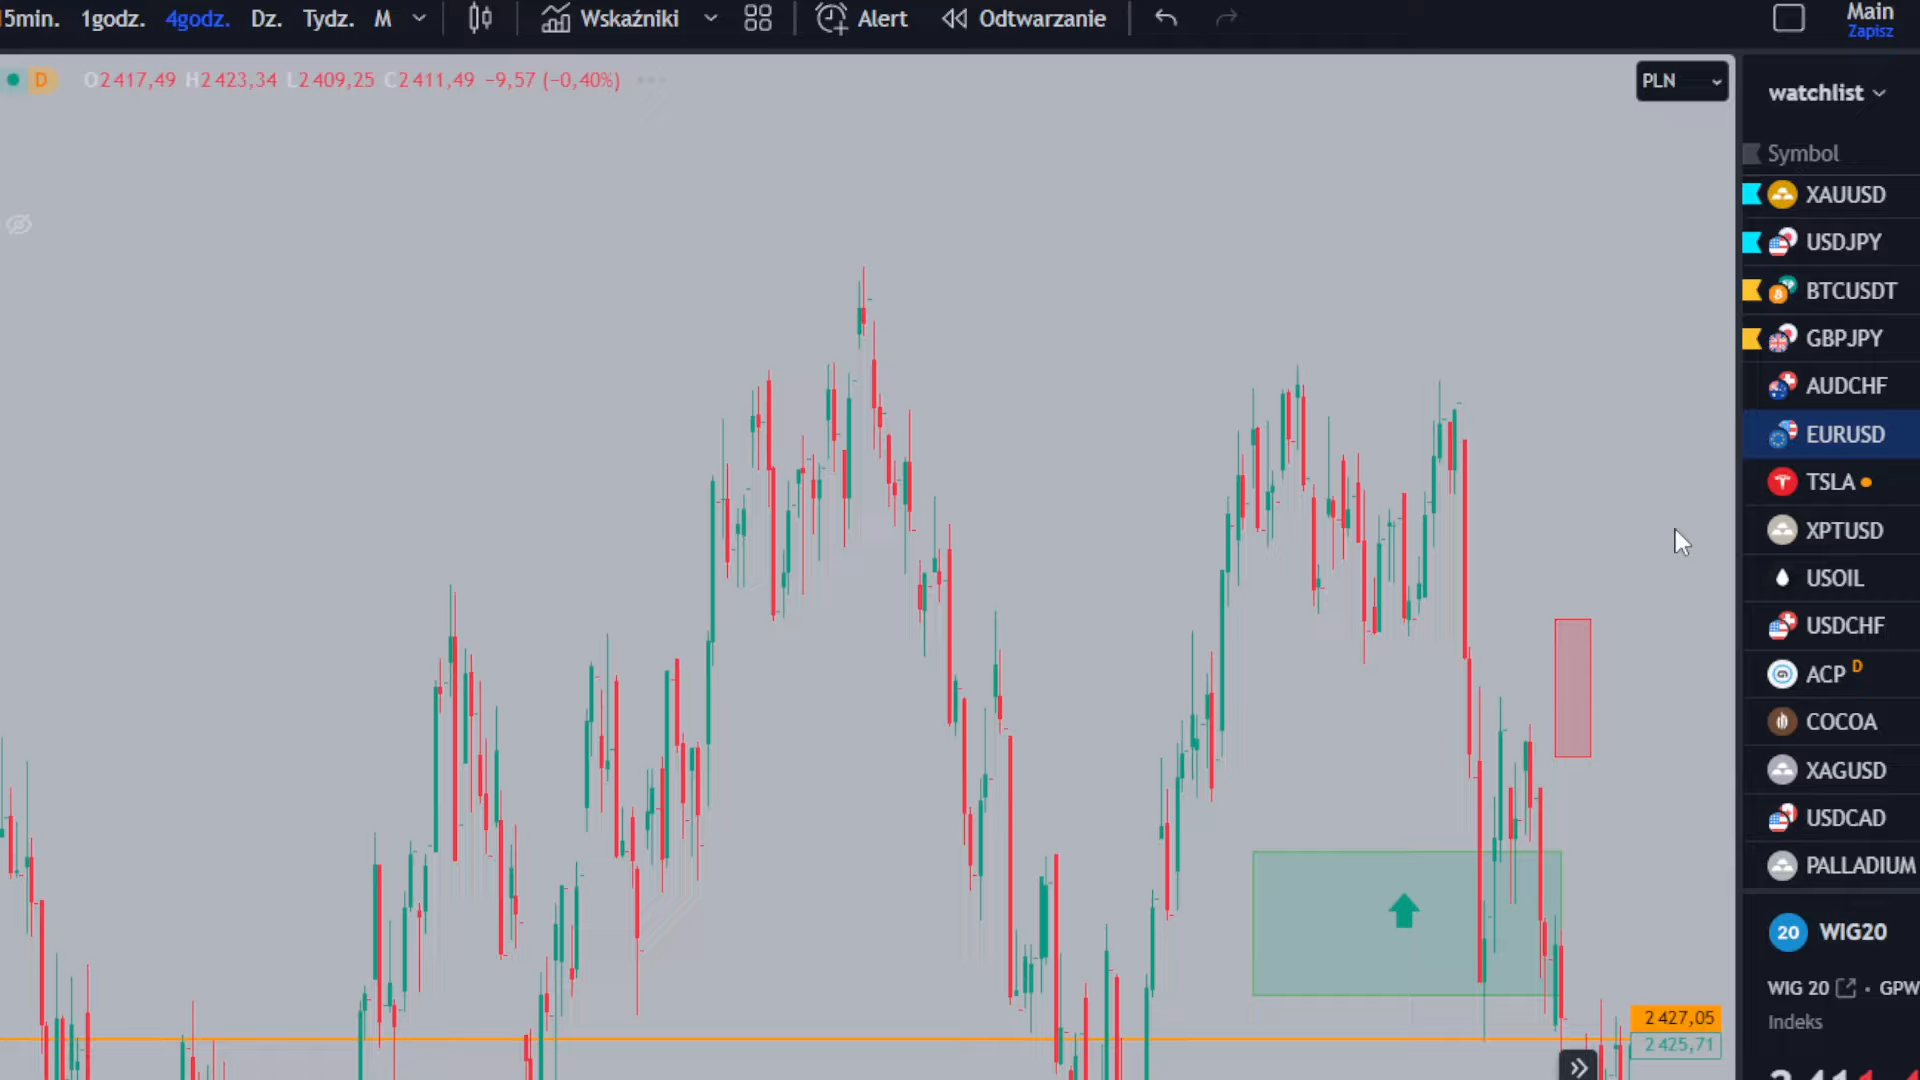 15min. 1godz. 4godz. Dz. Tydz. M Wskaźniki Alert Odtwarzanie Main
Zapisz
D O2 417,49 H2 423,34 L2 409,25 C2 411,49 −9,57 (−0,40%)
PLN
watchlist
Symbol
XAUUSD
USDJPY
BTCUSDT
GBPJPY
AUDCHF
EURUSD
TSLA
XPTUSD
USOIL
USDCHF
ACP D
COCOA
XAGUSD
USDCAD
PALLADIUM
20 WIG20
WIG 20 • GPW
Indeks
2 427,05
2 425,71